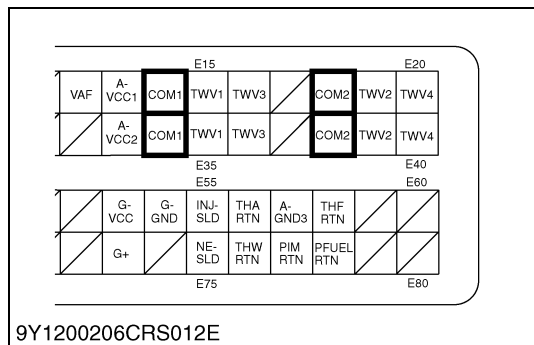 E15 E20
VAF A-VCC1 COM1 TWV1 TWV3 COM2 TWV2 TWV4
A-VCC2 COM1 TWV1 TWV3 COM2 TWV2 TWV4
E35 E40
E55 E60
G-VCC G-GND INJ-SLD THA RTN A-GND3 THF RTN
G+ NE-SLD THW RTN PIM RTN PFUEL RTN
E75 E80
9Y1200206CRS012E